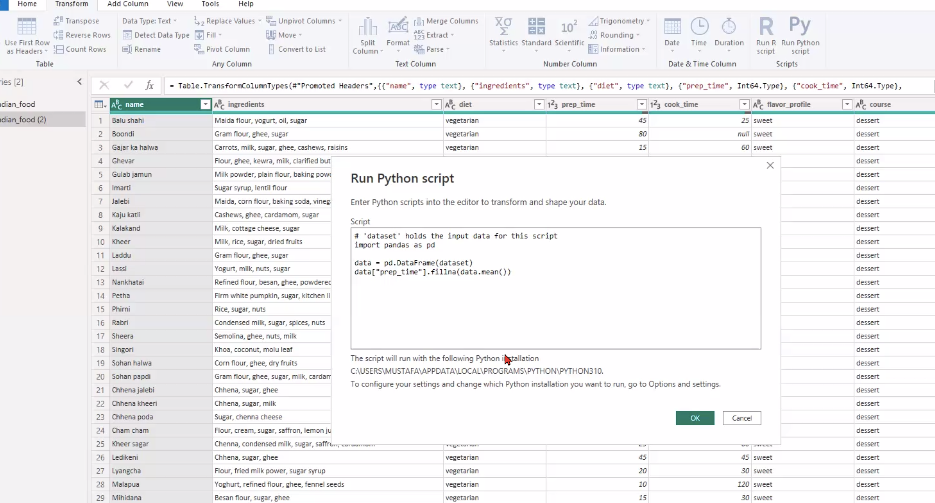 Home Transform Add Column View Tools Help
Use First Row as Headers
Transpose
Reverse Rows
Count Rows
Table
Data Type: Text
Detect Data Type
Rename
Replace Values
Fill
Pivot Column
Unpivot Columns
Move
Convert to List
Any Column
Split Column
Format
Merge Columns
Extract
Parse
Text Column
Statistics
Standard
Scientific
Trigonometry
Rounding
Information
Number Column
Date
Time
Duration
Date & Time Column
Run R script
Run Python script
Scripts
ries [2]
ndian_food
ndian_food (2)
= Table.TransformColumnTypes(#"Promoted Headers",{{"name", type text}, {"ingredients", type text}, {"diet", type text}, {"prep_time", Int64.Type}, {"cook_time", Int64.Type},
name ingredients diet prep_time cook_time flavor_profile course
1 Balu shahi Maida flour, yogurt, oil, sugar vegetarian 45 25 sweet dessert
2 Boondi Gram flour, ghee, sugar vegetarian 80 null sweet dessert
3 Gajar ka halwa Carrots, milk, sugar, ghee, cashews, raisins vegetarian 15 60 sweet dessert
4 Ghevar Flour, ghee, kewra, milk, clarified but dessert
5 Gulab jamun Milk powder, plain flour, baking powe dessert
6 Imarti Sugar syrup, lentil flour dessert
7 Jalebi Maida, corn flour, baking soda, vineg dessert
8 Kaju katli Cashews, ghee, cardamom, sugar dessert
9 Kalakand Milk, cottage cheese, sugar dessert
10 Kheer Milk, rice, sugar, dried fruits dessert
11 Laddu Gram flour, ghee, sugar dessert
12 Lassi Yogurt, milk, nuts, sugar dessert
13 Nankhatai Refined flour, besan, ghee, powdered dessert
14 Petha Firm white pumpkin, sugar, kitchen li dessert
15 Phirni Rice, sugar, nuts dessert
16 Rabri Condensed milk, sugar, spices, nuts dessert
17 Sheera Semolina, ghee, nuts, milk dessert
18 Singori Khoa, coconut, molu leaf dessert
19 Sohan halwa Corn flour, ghee, dry fruits dessert
20 Sohan papdi Gram flour, ghee, sugar, milk, cardam dessert
21 Chhena jalebi Chhena, sugar, ghee dessert
22 Chhena kheeri Chhena, sugar, milk dessert
23 Chhena poda Sugar, chenna cheese dessert
24 Cham cham Flour, cream, sugar, saffron, lemon ju dessert
25 Kheer sagar Chhenna, condensed milk, sugar, saffron, sweet dessert
26 Ledikeni Chhena, sugar, ghee vegetarian 45 45 sweet dessert
27 Lyangcha Flour, fried milk power, sugar syrup vegetarian 20 30 sweet dessert
28 Malapua Yoghurt, refined flour, ghee, fennel seeds vegetarian 10 120 sweet dessert
29 Mihidana Besan flour, sugar, ghee vegetarian 15 30 sweet dessert
Run Python script
Enter Python scripts into the editor to transform and shape your data.
Script
# 'dataset' holds the input data for this script
import pandas as pd
data = pd.DataFrame(dataset)
data["prep_time"].fillna(data.mean())
The script will run with the following Python installation
C:\USERS\MUSTAFA\APPDATA\LOCAL\PROGRAMS\PYTHON\PYTHON310.
To configure your settings and change which Python installation you want to run, go to Options and settings.
OK Cancel